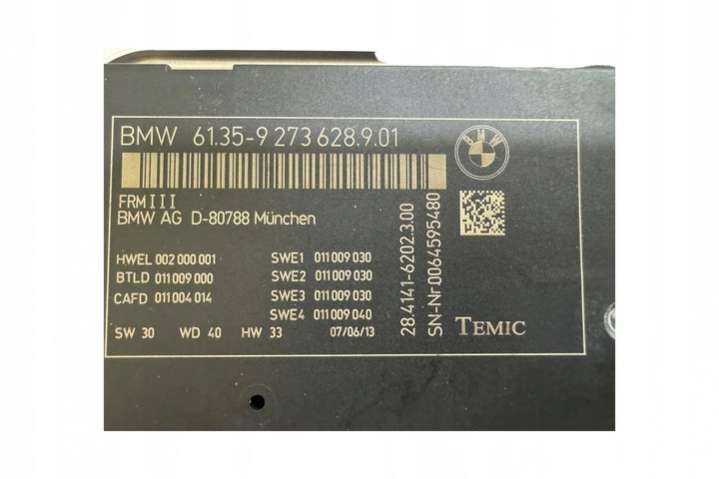 BMW 61.35-9 273 628.9.01
BMW
FRM III
BMW AG D-80788 München
HWEL 002 000 001
BTLD 011 009 000
CAFD 011 004 014
SWE1 011 009 030
SWE2 011 009 030
SWE3 011 009 030
SWE4 011 009 040
SW 30 WD 40 HW 33 07/06/13
28.4141-6202.3.00
SN-Nr0064595480
TEMIC